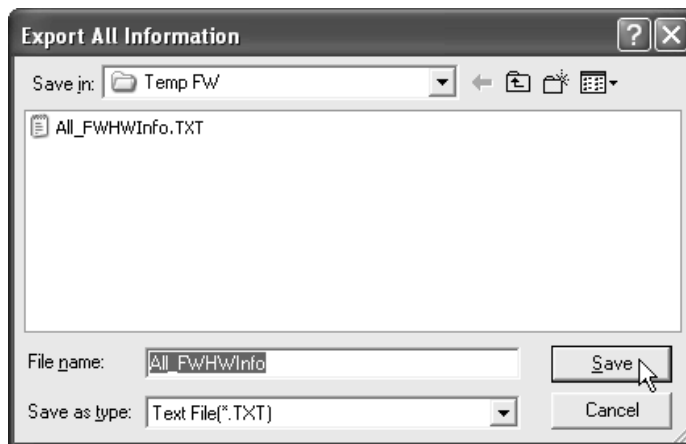 Export All Information
Save in: Temp FW
All_FWHWInfo.TXT
File name: All_FWHWInfo Save
Save as type: Text File(*.TXT) Cancel